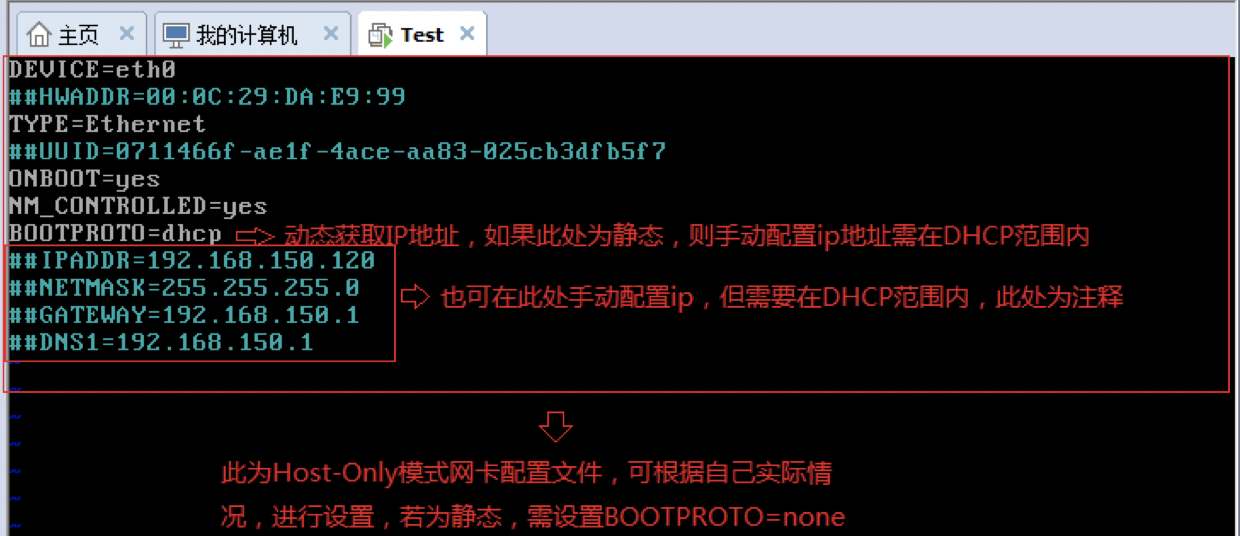 主页
我的计算机
Test
DEVICE=eth0
##HWADDR=00:0C:29:DA:E9:99
TYPE=Ethernet
##UUID=0711466f-ae1f-4ace-aa83-025cb3dfb5f7
ONBOOT=yes
NM_CONTROLLED=yes
BOOTPROTO=dhcp 动态获取IP地址，如果此处为静态，则手动配置ip地址需在DHCP范围内
##IPADDR=192.168.150.120
##NETMASK=255.255.255.0
也可在此处手动配置ip，但需要在DHCP范围内，此处为注释
##GATEWAY=192.168.150.1
##DNS1=192.168.150.1
~
~
~
~
~
~
~
此为Host-Only模式网卡配置文件，可根据自己实际情
况，进行设置，若为静态，需设置BOOTPROTO=none